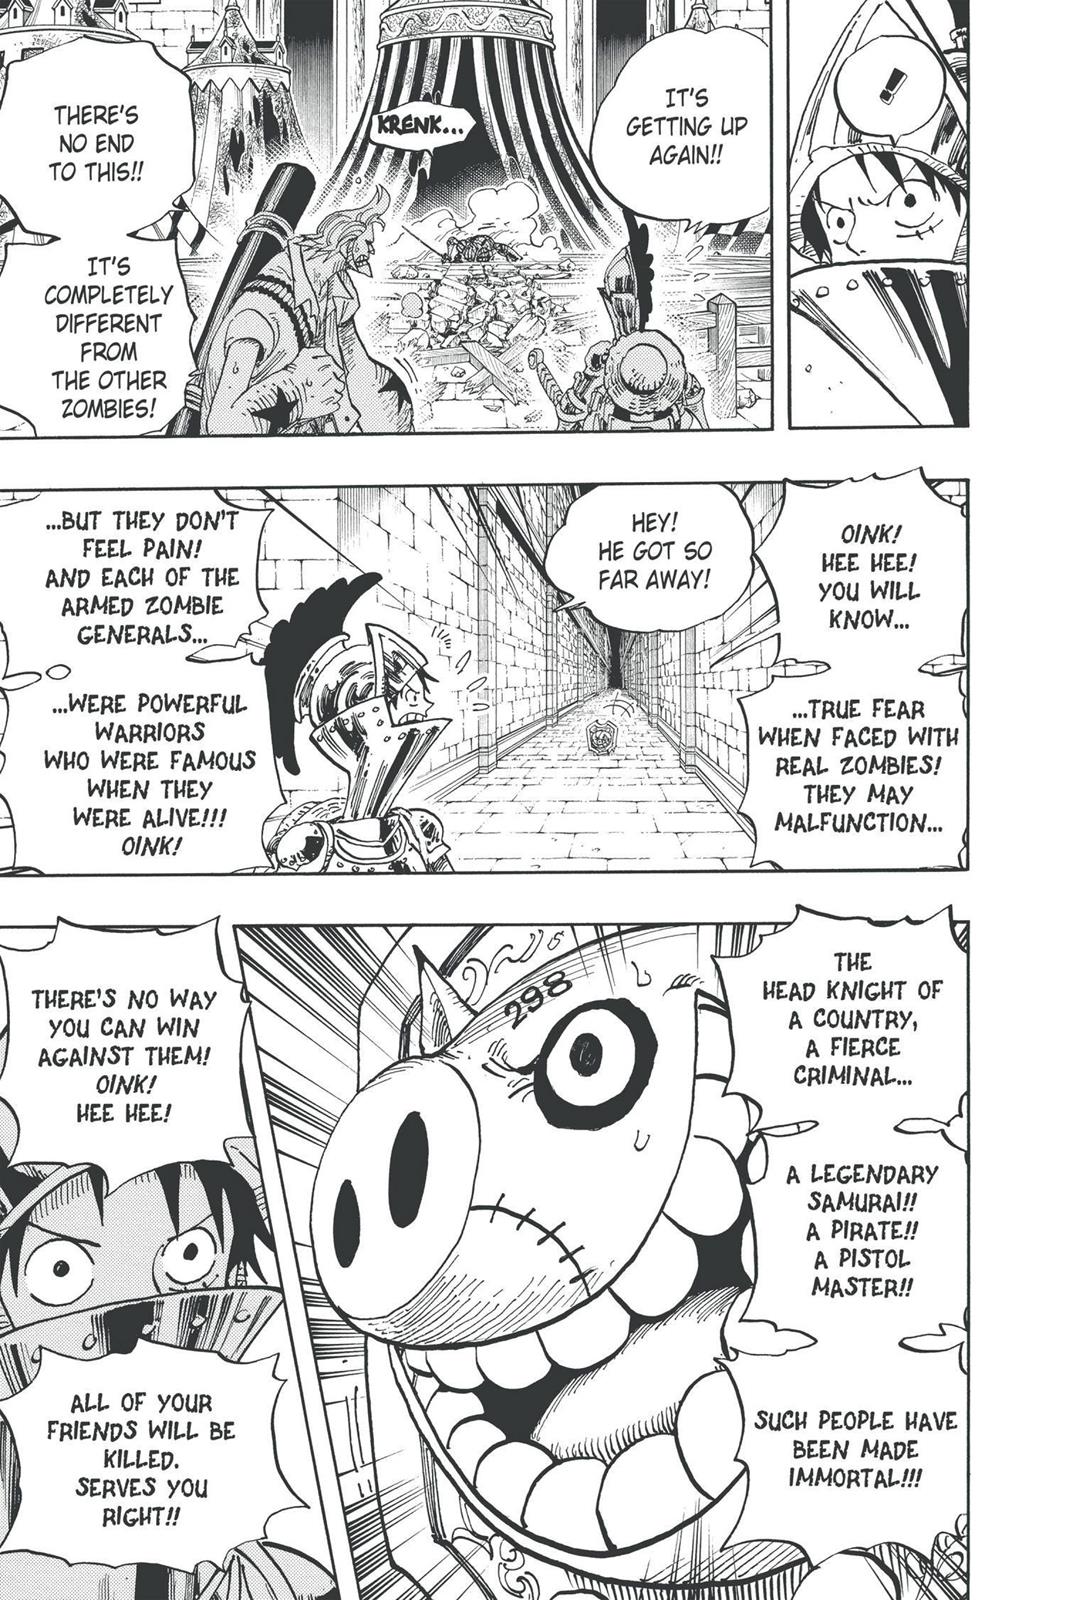 !
IT'S
GETTING UP
AGAIN!!
KRENK...
THERE'S
NO END
TO THIS!!
IT'S
COMPLETELY
DIFFERENT
FROM
THE OTHER
ZOMBIES!
OINK!
HEE HEE!
YOU WILL
KNOW...
...TRUE FEAR
WHEN FACED WITH
REAL ZOMBIES!
THEY MAY
MALFUNCTION...
HEY!
HE GOT SO
FAR AWAY!
...BUT THEY DON'T
FEEL PAIN!
AND EACH OF THE
ARMED ZOMBIE
GENERALS...
...WERE POWERFUL
WARRIORS
WHO WERE FAMOUS
WHEN THEY
WERE ALIVE!!!
OINK!
THE
HEAD KNIGHT OF
A COUNTRY,
A FIERCE
CRIMINAL...
A LEGENDARY
SAMURAI!!
A PIRATE!!
A PISTOL
MASTER!!
SUCH PEOPLE HAVE
BEEN MADE
IMMORTAL!!!
298
THERE'S NO WAY
YOU CAN WIN
AGAINST THEM!
OINK!
HEE HEE!
ALL OF YOUR
FRIENDS WILL BE
KILLED.
SERVES YOU
RIGHT!!